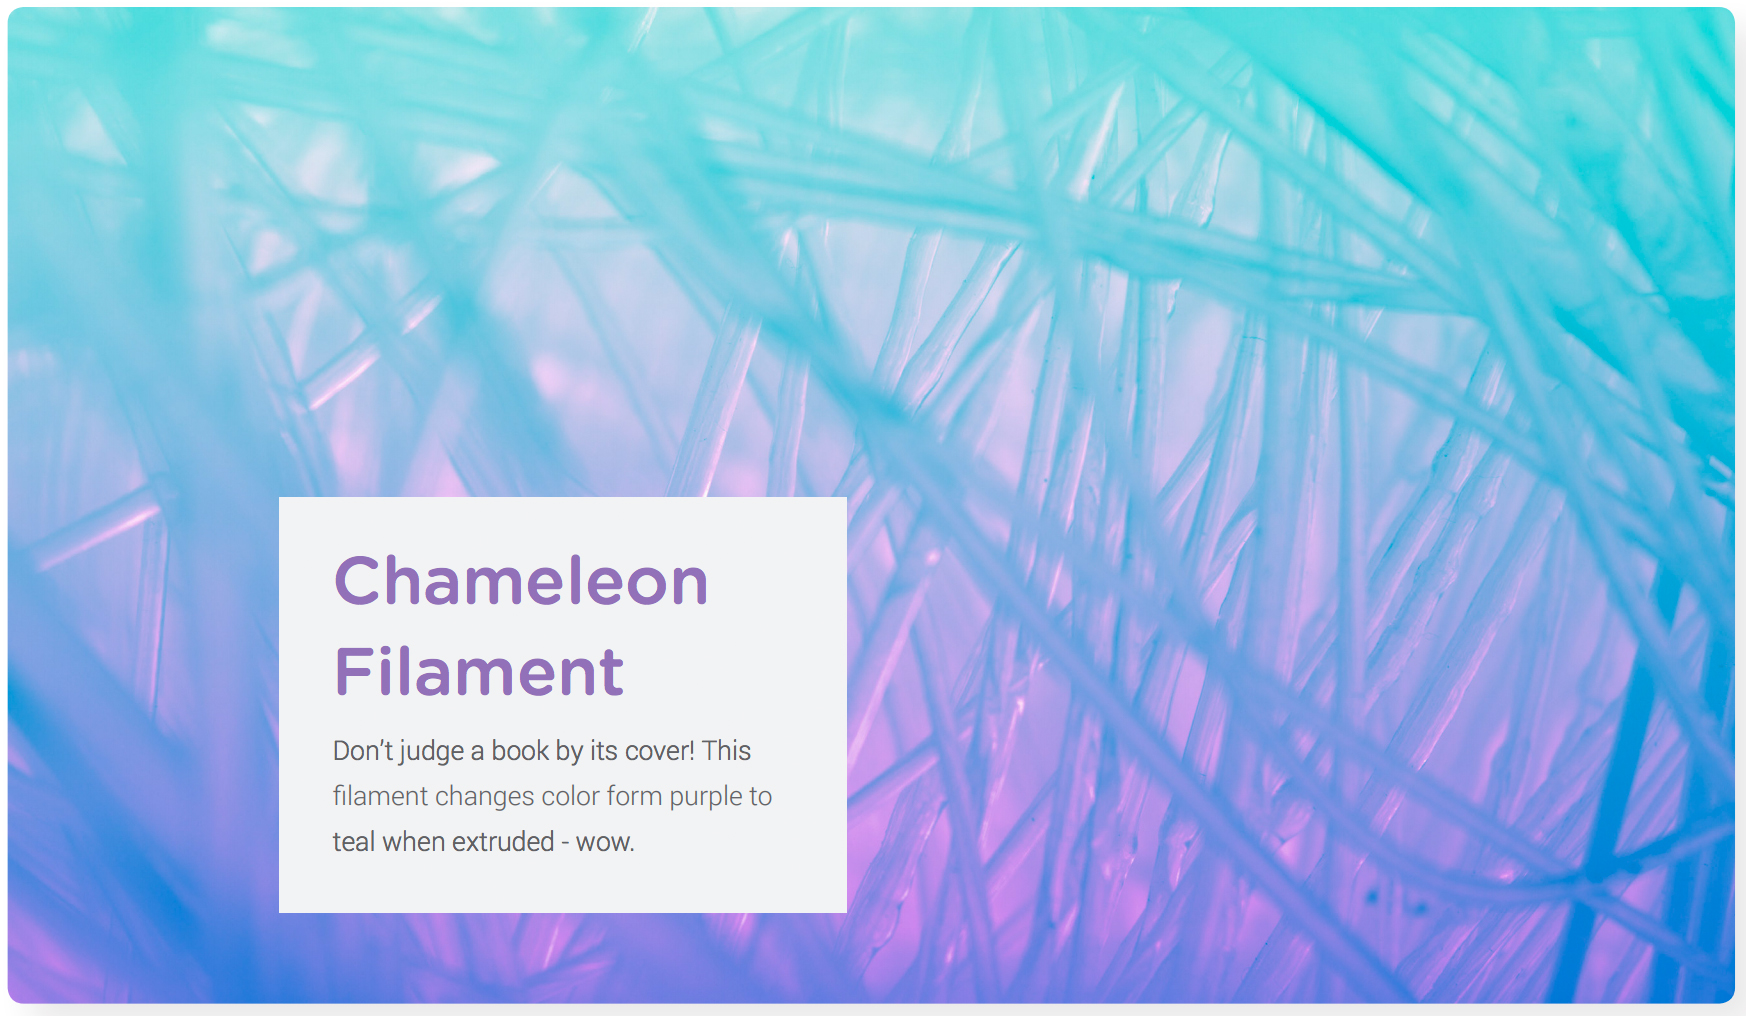 Chameleon
Filament
Don’t judge a book by its cover! This
filament changes color form purple to
teal when extruded - wow.